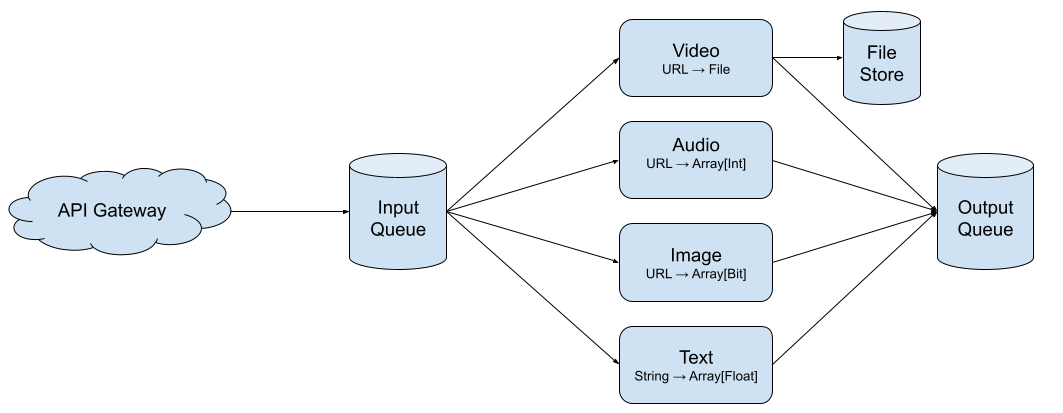 API Gateway
Input
Queue
Video
URL → File
Audio
URL → Array[Int]
Image
URL → Array[Bit]
Text
String → Array[Float]
File
Store
Output
Queue